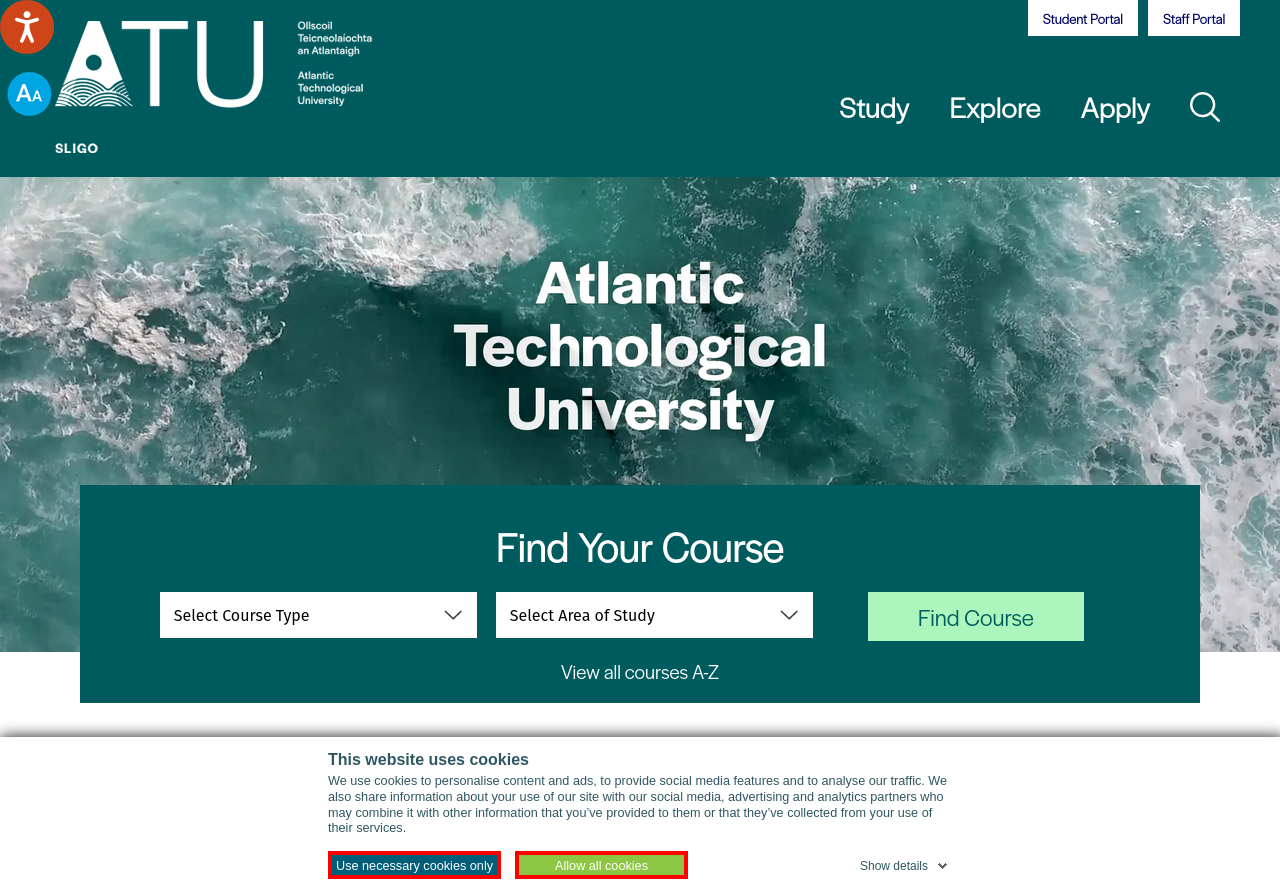 Student Portal
Staff Portal
ATU
Ollscoil
Teicneolaíochta
an Atlantaigh
Atlantic
Technological
University
AA
SLIGO
Study
Explore
Apply
Atlantic
Technological
University
Find Your Course
Select Course Type
Select Area of Study
Find Course
View all courses A-Z
This website uses cookies
We use cookies to personalise content and ads, to provide social media features and to analyse our traffic. We
also share information about your use of our site with our social media, advertising and analytics partners who
may combine it with other information that you’ve provided to them or that they’ve collected from your use of
their services.
Use necessary cookies only
Allow all cookies
Show details